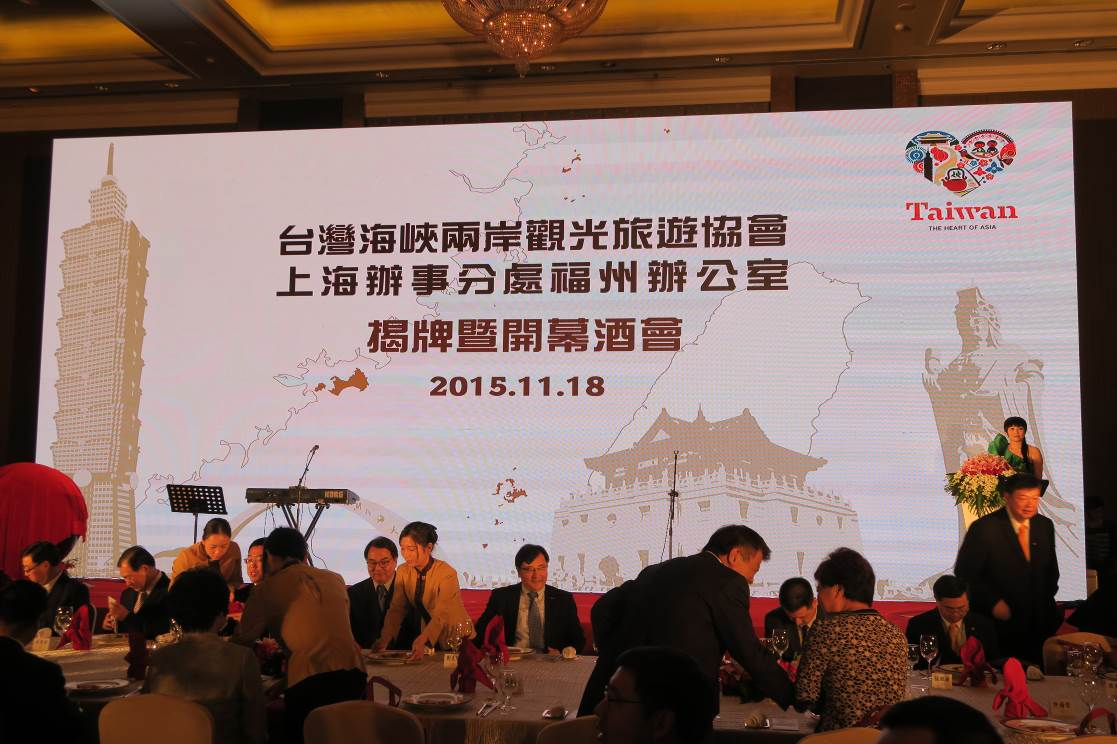 台灣海峽兩岸觀光旅遊協會
上海辦事分處福州辦公室
揭牌暨開幕酒會
2015.11.18
Taiwan
THE HEART OF ASIA
KORG